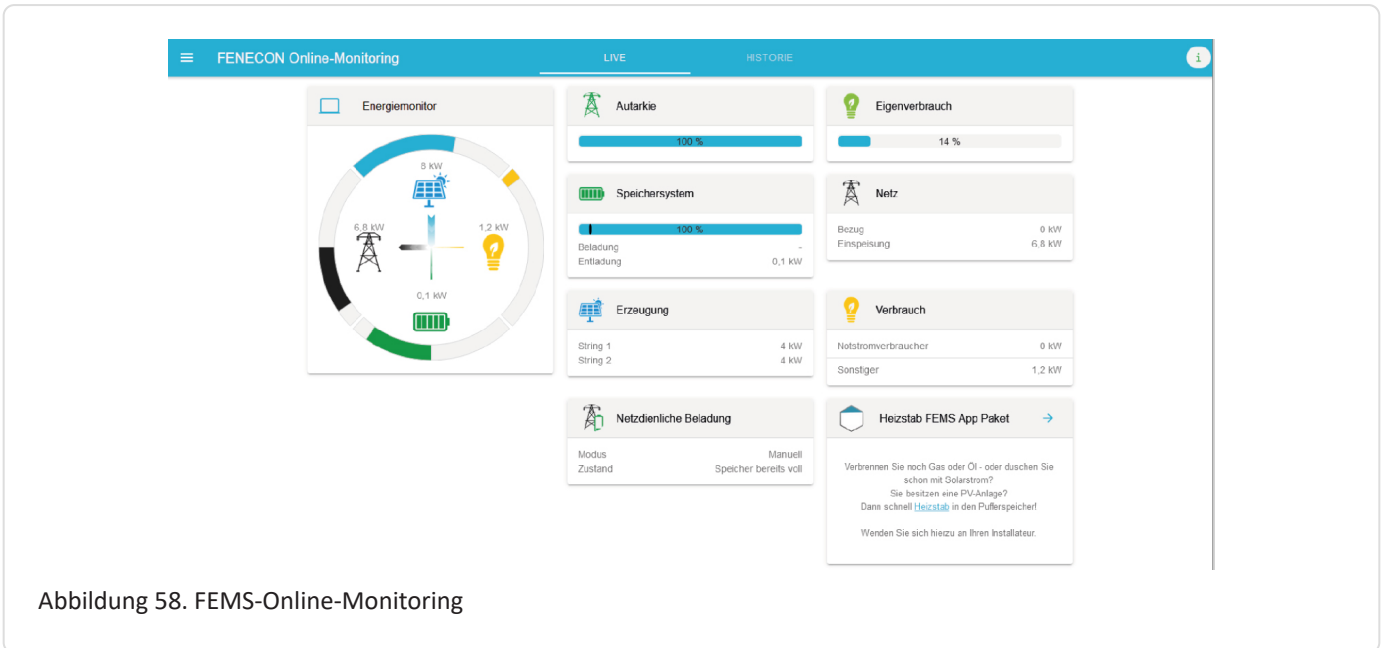 FENECON Online-Monitoring
LIVE
HISTORIE
i
Energiemonitor
8 kW
6,8 kW
1,2 kW
0,1 kW
Autarkie
100 %
Eigenverbrauch
14 %
Speichersystem
100 %
Beladung -
Entladung 0,1 kW
Netz
Bezug 0 kW
Einspeisung 6,8 kW
Erzeugung
String 1 4 kW
String 2 4 kW
Verbrauch
Notstromverbraucher 0 kW
Sonstiger 1,2 kW
Netzdienliche Beladung
Modus Manuell
Zustand Speicher bereits voll
Heizstab FEMS App Paket
Verbrennen Sie noch Gas oder Öl - oder duschen Sie
schon mit Solarstrom?
Sie besitzen eine PV-Anlage?
Dann schnell Heizstab in den Pufferspeicher!
Wenden Sie sich hierzu an Ihren Installateur.
Abbildung 58. FEMS-Online-Monitoring